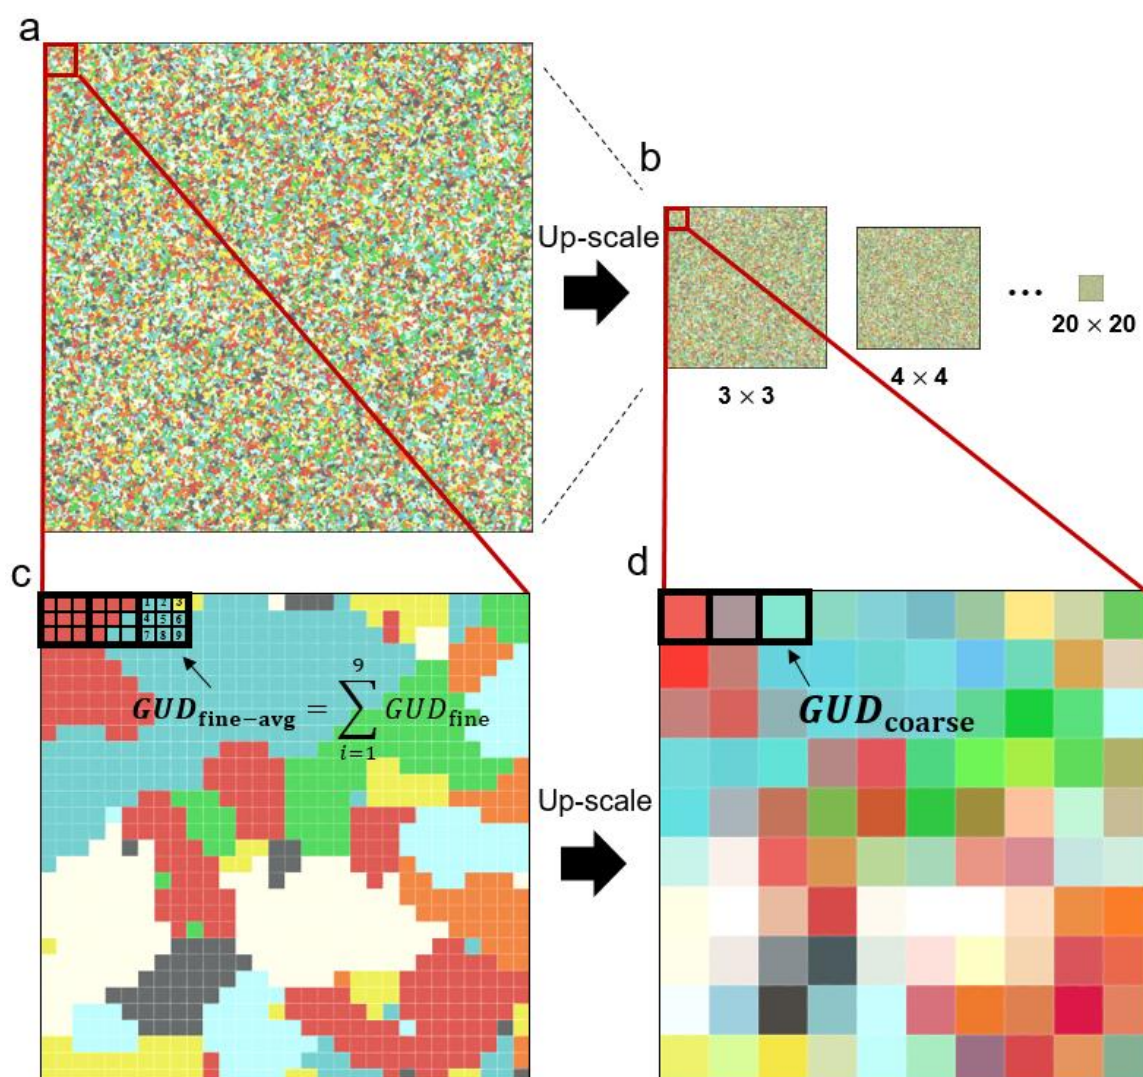 a
b
Up-scale
...
20 × 20
4 × 4
3 × 3
c
d
1 2 3
4 5 6
7 8 9
GUD_fine−avg = ∑_{i=1}^{9} GUD_fine
GUD_coarse
Up-scale